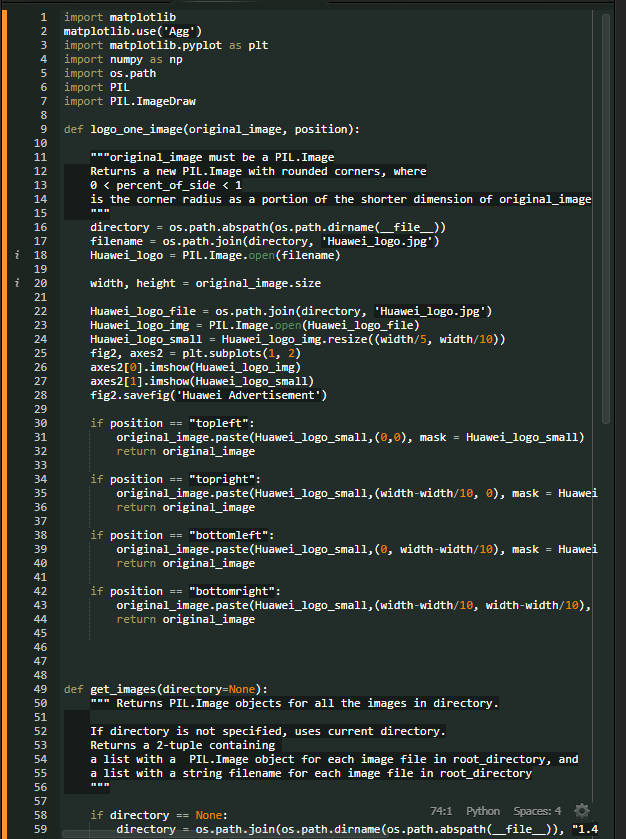 1 import matplotlib
2 matplotlib.use('Agg')
3 import matplotlib.pyplot as plt
4 import numpy as np
5 import os.path
6 import PIL
7 import PIL.ImageDraw
8
9 def logo_one_image(original_image, position):
10
11 """original_image must be a PIL.Image
12 Returns a new PIL.Image with rounded corners, where
13 0 < percent_of_side < 1
14 is the corner radius as a portion of the shorter dimension of original_image
15 """
16 directory = os.path.abspath(os.path.dirname(__file__))
17 filename = os.path.join(directory, 'Huawei_logo.jpg')
i 18 Huawei_logo = PIL.Image.open(filename)
19
i 20 width, height = original_image.size
21
22 Huawei_logo_file = os.path.join(directory, 'Huawei_logo.jpg')
23 Huawei_logo_img = PIL.Image.open(Huawei_logo_file)
24 Huawei_logo_small = Huawei_logo_img.resize((width/5, width/10))
25 fig2, axes2 = plt.subplots(1, 2)
26 axes2[0].imshow(Huawei_logo_img)
27 axes2[1].imshow(Huawei_logo_small)
28 fig2.savefig('Huawei Advertisement')
29
30 if position == "topleft":
31 original_image.paste(Huawei_logo_small,(0,0), mask = Huawei_logo_small)
32 return original_image
33
34 if position == "topright":
35 original_image.paste(Huawei_logo_small,(width-width/10, 0), mask = Huawei
36 return original_image
37
38 if position == "bottomleft":
39 original_image.paste(Huawei_logo_small,(0, width-width/10), mask = Huawei
40 return original_image
41
42 if position == "bottomright":
43 original_image.paste(Huawei_logo_small,(width-width/10, width-width/10),
44 return original_image
45
46
47
48
49 def get_images(directory=None):
50 """ Returns PIL.Image objects for all the images in directory.
51
52 If directory is not specified, uses current directory.
53 Returns a 2-tuple containing
54 a list with a  PIL.Image object for each image file in root_directory, and
55 a list with a string filename for each image file in root_directory
56 """
57
58 if directory == None:
59 directory = os.path.join(os.path.dirname(os.path.abspath(__file__)), "1.4
74:1 Python Spaces: 4